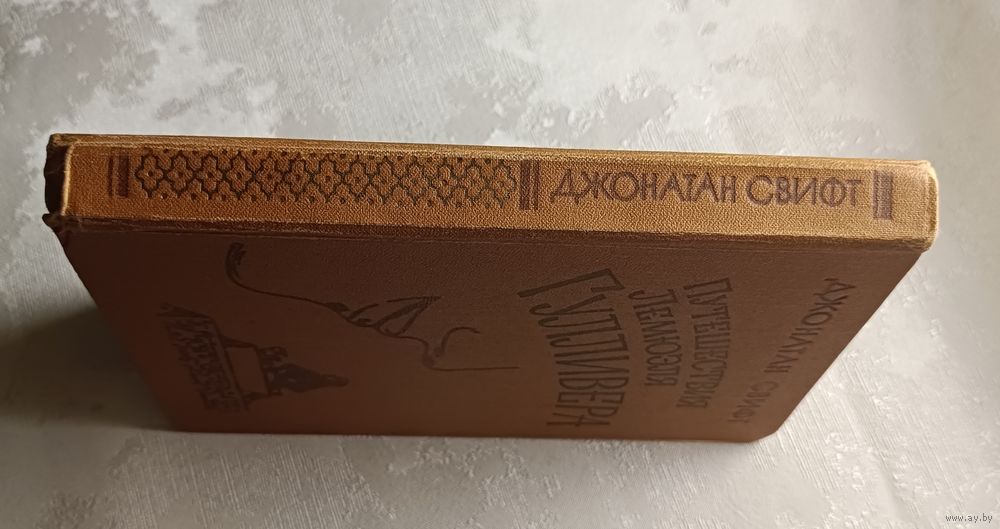 ДЖОНАТАН СВИФТ
ДЖОНАТАН СВИФТ
ПУТЕШЕСТВИЯ
ЛЕМЮЭЛЯ
ГУЛЛИВЕРА
www.ay.by